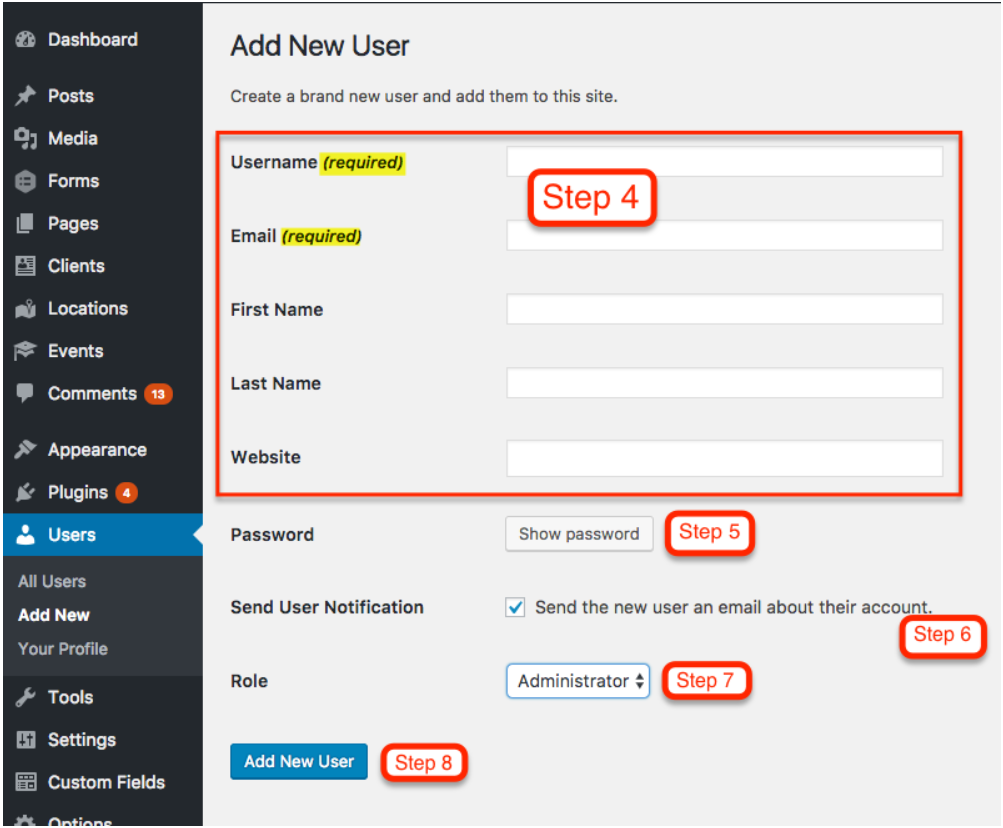 Dashboard
Posts
Media
Forms
Pages
Clients
Locations
Events
Comments 13
Appearance
Plugins 4
Users
All Users
Add New
Your Profile
Tools
Settings
Custom Fields
Options
Add New User
Create a brand new user and add them to this site.
Username (required)
Step 4
Email (required)
First Name
Last Name
Website
Password Show password Step 5
Send User Notification Send the new user an email about their account.
Step 6
Role Administrator Step 7
Add New User Step 8